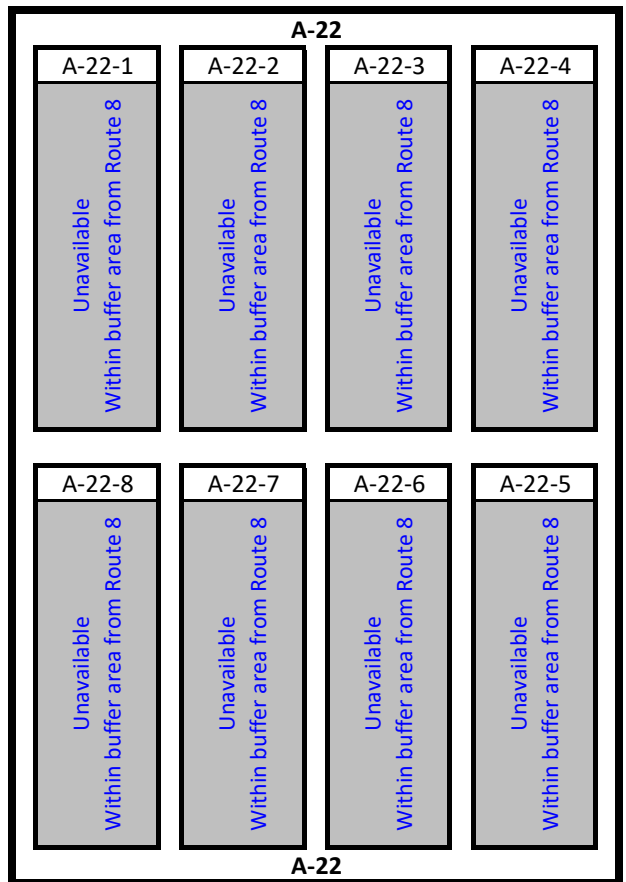 A-22
A-22-1
Unavailable
Within buffer area from Route 8
A-22-2
Unavailable
Within buffer area from Route 8
A-22-3
Unavailable
Within buffer area from Route 8
A-22-4
Unavailable
Within buffer area from Route 8
A-22-8
Unavailable
Within buffer area from Route 8
A-22-7
Unavailable
Within buffer area from Route 8
A-22-6
Unavailable
Within buffer area from Route 8
A-22-5
Unavailable
Within buffer area from Route 8
A-22